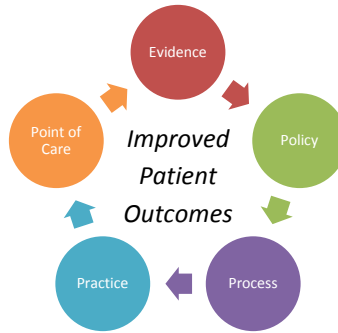 Evidence
Policy
Process
Practice
Point of
Care
Improved
Patient
Outcomes